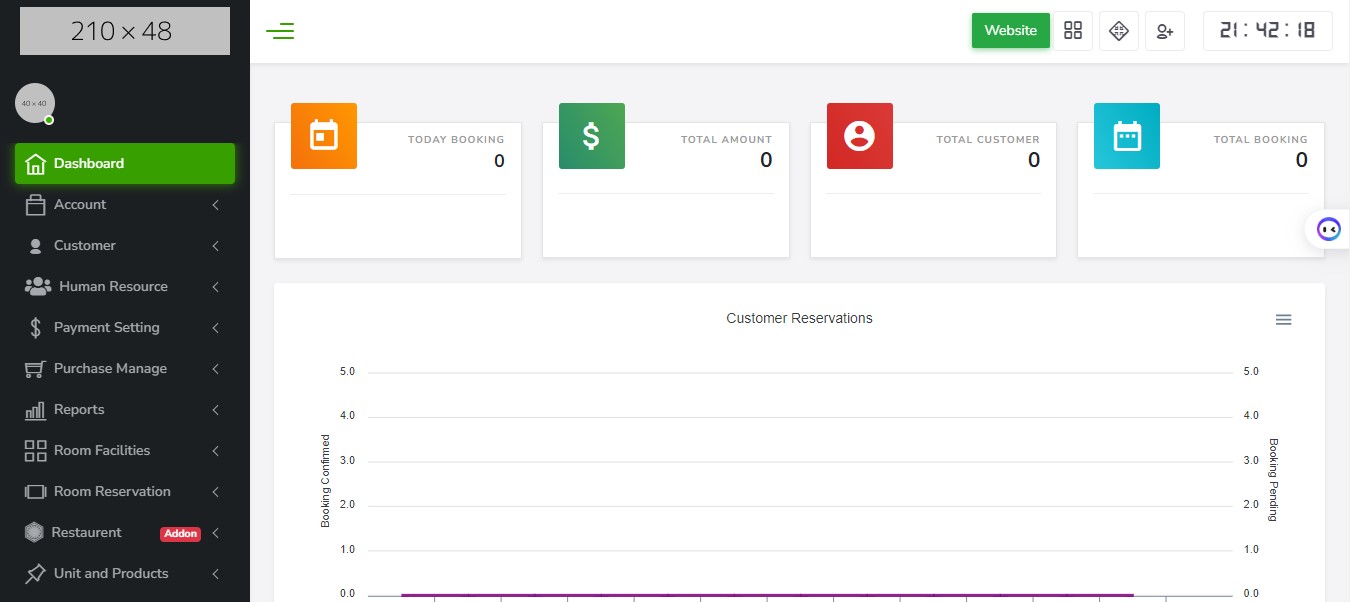 210 × 48
Website
21:42:18
40 × 40
Dashboard
Account
Customer
Human Resource
Payment Setting
Purchase Manage
Reports
Room Facilities
Room Reservation
Restaurent Addon
Unit and Products
TODAY BOOKING
0
TOTAL AMOUNT
0
TOTAL CUSTOMER
0
TOTAL BOOKING
0
Customer Reservations
5.0 5.0
4.0 4.0
3.0 3.0
2.0 2.0
1.0 1.0
0.0 0.0
Booking Confirmed
Booking Pending